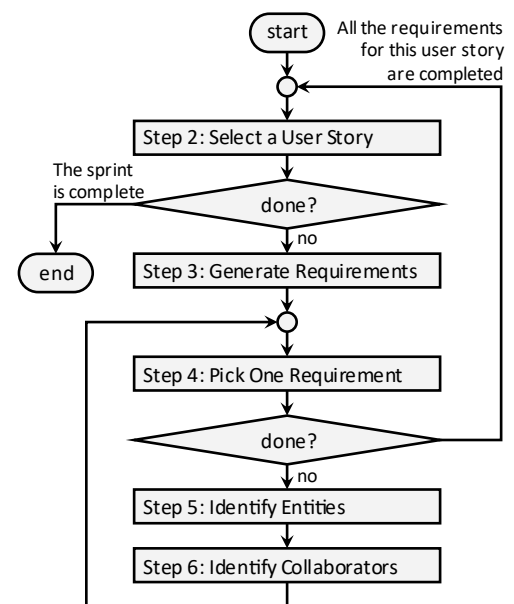 start
All the requirements
for this user story
are completed
Step 2: Select a User Story
The sprint
is complete
done?
no
end
Step 3: Generate Requirements
Step 4: Pick One Requirement
done?
no
Step 5: Identify Entities
Step 6: Identify Collaborators